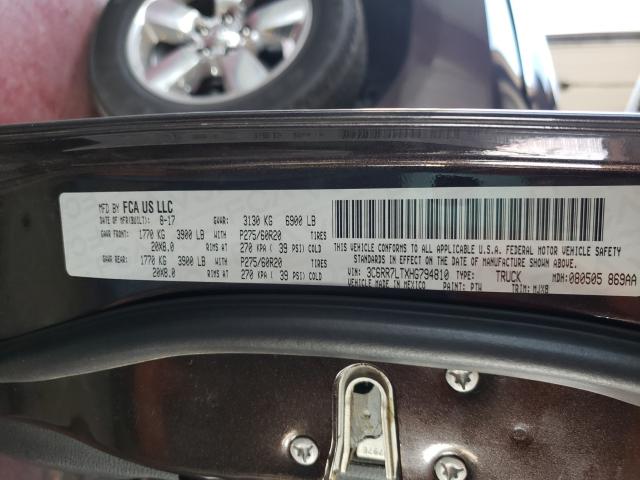 MFD BY FCA US LLC
DATE OF MFR(BUILT): 8-17 GVWR: 3130 KG 6900 LB
GAWR FRONT: 1770 KG 3900 LB WITH P275/60R20 TIRES
20X8.0 RIMS AT 270 KPA ( 39 PSI) COLD
GAWR REAR: 1770 KG 3900 LB WITH P275/60R20 TIRES
20X8.0 RIMS AT 270 KPA ( 39 PSI) COLD
THIS VEHICLE CONFORMS TO ALL APPLICABLE U.S.A. FEDERAL MOTOR VEHICLE SAFETY
STANDARDS IN EFFECT ON THE DATE OF MANUFACTURE SHOWN ABOVE.
VIN: 3C6RR7LTXHG794810 TYPE: TRUCK MDH: 080505 869AA
VEHICLE MADE IN MEXICO PAINT: PTW TRIM: MJX8